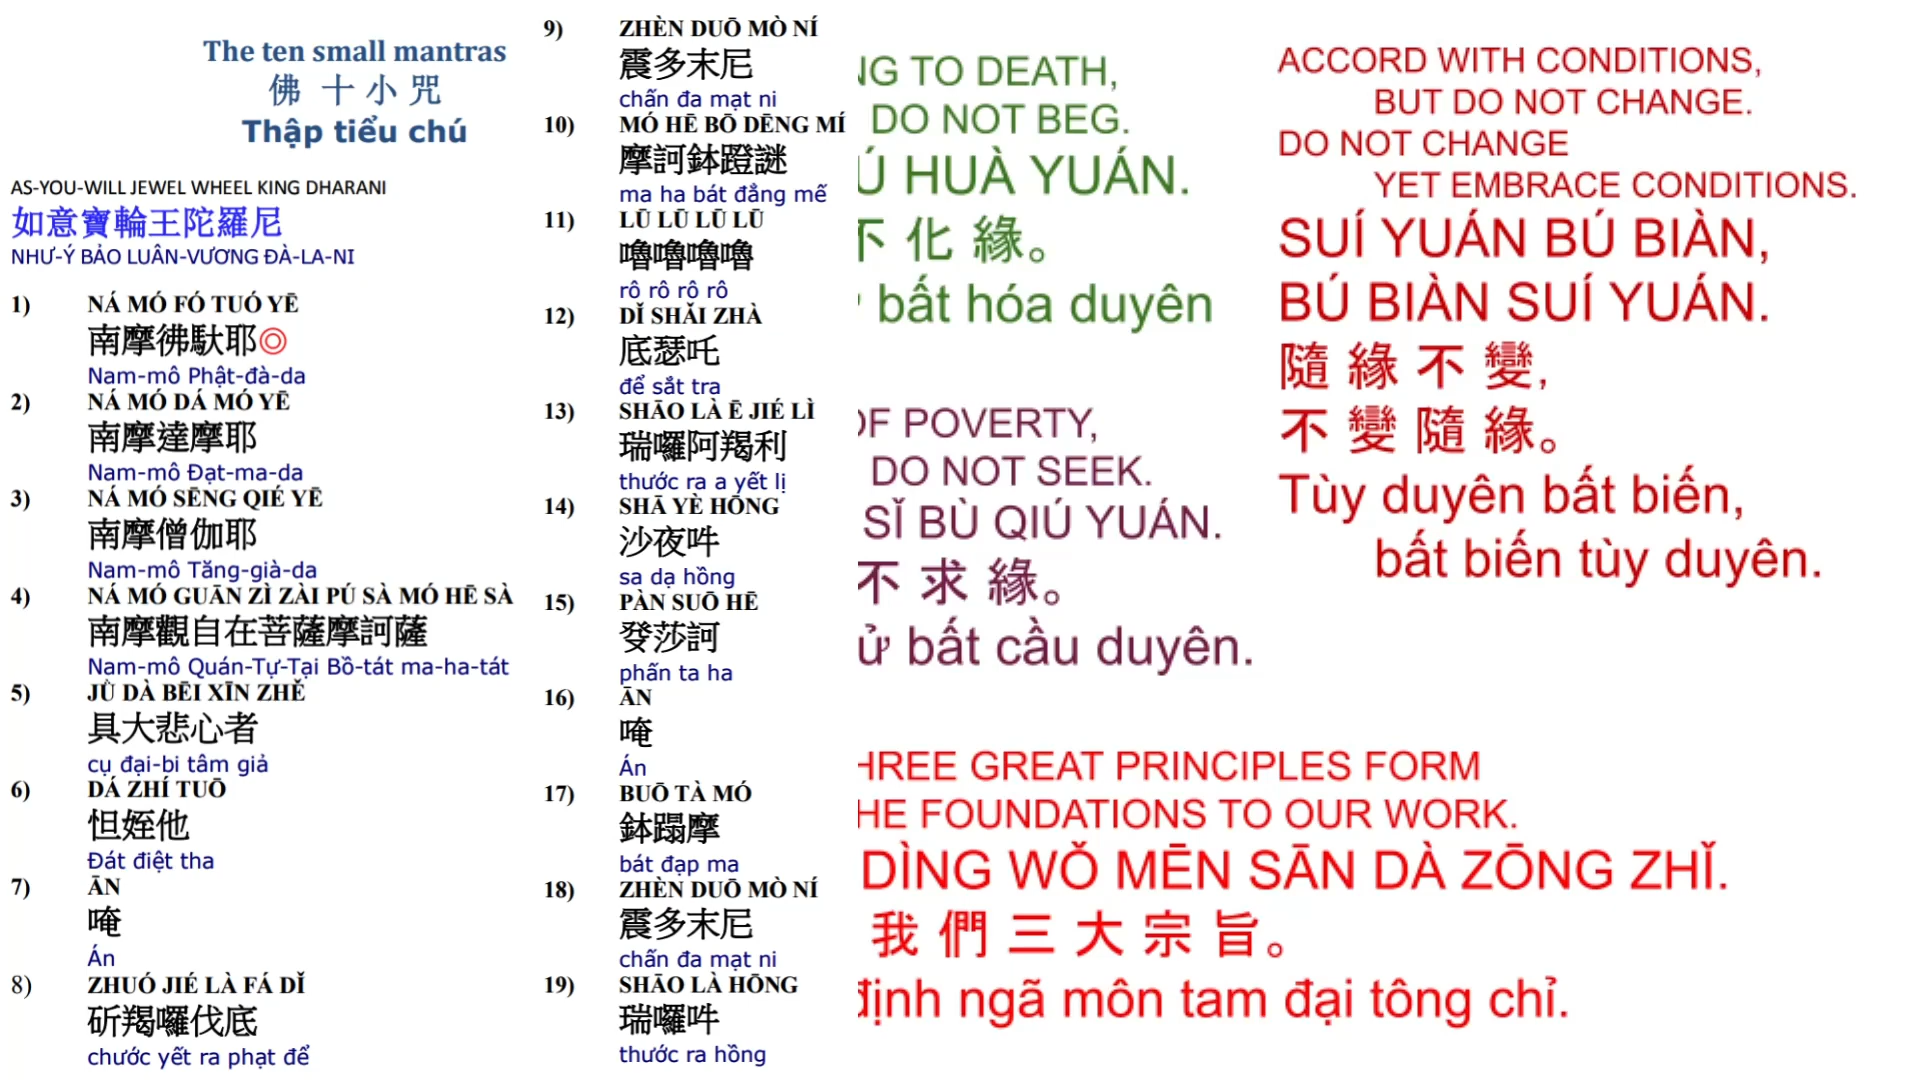 The ten small mantras
佛 十 小 咒
Thập tiểu chú
AS-YOU-WILL JEWEL WHEEL KING DHARANI
如意寶輪王陀羅尼
NHƯ-Ý BẢO LUÂN-VƯƠNG ĐÀ-LA-NI
1) NÁ MÓ FÓ TUÓ YĒ
南摩彿馱耶◎
Nam-mô Phật-đà-da
2) NÁ MÓ DÁ MÓ YĒ
南摩達摩耶
Nam-mô Đạt-ma-da
3) NÁ MÓ SĒNG QIÉ YĒ
南摩僧伽耶
Nam-mô Tăng-già-da
4) NÁ MÓ GUĀN ZÌ ZÀI PÚ SÀ MÓ HĒ SÀ
南摩觀自在菩薩摩訶薩
Nam-mô Quán-Tự-Tại Bồ-tát ma-ha-tát
5) JÙ DÀ BĒI XĪN ZHĚ
具大悲心者
cụ đại-bi tâm giả
6) DÁ ZHÍ TUŌ
怛姪他
Đát điệt tha
7) ĀN
唵
Án
8) ZHUÓ JIÉ LÀ FÁ DǏ
斫羯囉伐底
chước yết ra phạt để
9) ZHÈN DUŌ MÒ NÍ
震多末尼
chấn đa mạt ni
10) MÓ HĒ BŌ DĒNG MÍ
摩訶鉢蹬謎
ma ha bát đẳng mế
11) LŪ LŪ LŪ LŪ
嚕嚕嚕嚕
rô rô rô rô
12) DǏ SHǍI ZHÀ
底瑟吒
để sắt tra
13) SHĀO LÀ Ē JIÉ LÌ
瑞囉阿羯利
thước ra a yết lị
14) SHĀ YÈ HŌNG
沙夜吽
sa dạ hồng
15) PÀN SUŌ HĒ
癹莎訶
phấn ta ha
16) ĀN
唵
Án
17) BUŌ TÀ MÓ
鉢蹋摩
bát đạp ma
18) ZHÈN DUŌ MÒ NÍ
震多末尼
chấn đa mạt ni
19) SHĀO LÀ HŌNG
瑞囉吽
thước ra hồng
NG TO DEATH,
DO NOT BEG.
Ú HUÀ YUÁN.
不 化 緣。
bất hóa duyên
OF POVERTY,
DO NOT SEEK.
SǏ BÙ QIÚ YUÁN.
不 求 緣。
ử bất cầu duyên.
ACCORD WITH CONDITIONS,
BUT DO NOT CHANGE.
DO NOT CHANGE
YET EMBRACE CONDITIONS.
SUÍ YUÁN BÚ BIÀN,
BÚ BIÀN SUÍ YUÁN.
隨 緣 不 變,
不 變 隨 緣。
Tùy duyên bất biến,
bất biến tùy duyên.
HREE GREAT PRINCIPLES FORM
HE FOUNDATIONS TO OUR WORK.
DÌNG WǑ MĒN SĀN DÀ ZŌNG ZHǏ.
我 們 三 大 宗 旨。
định ngã môn tam đại tông chỉ.